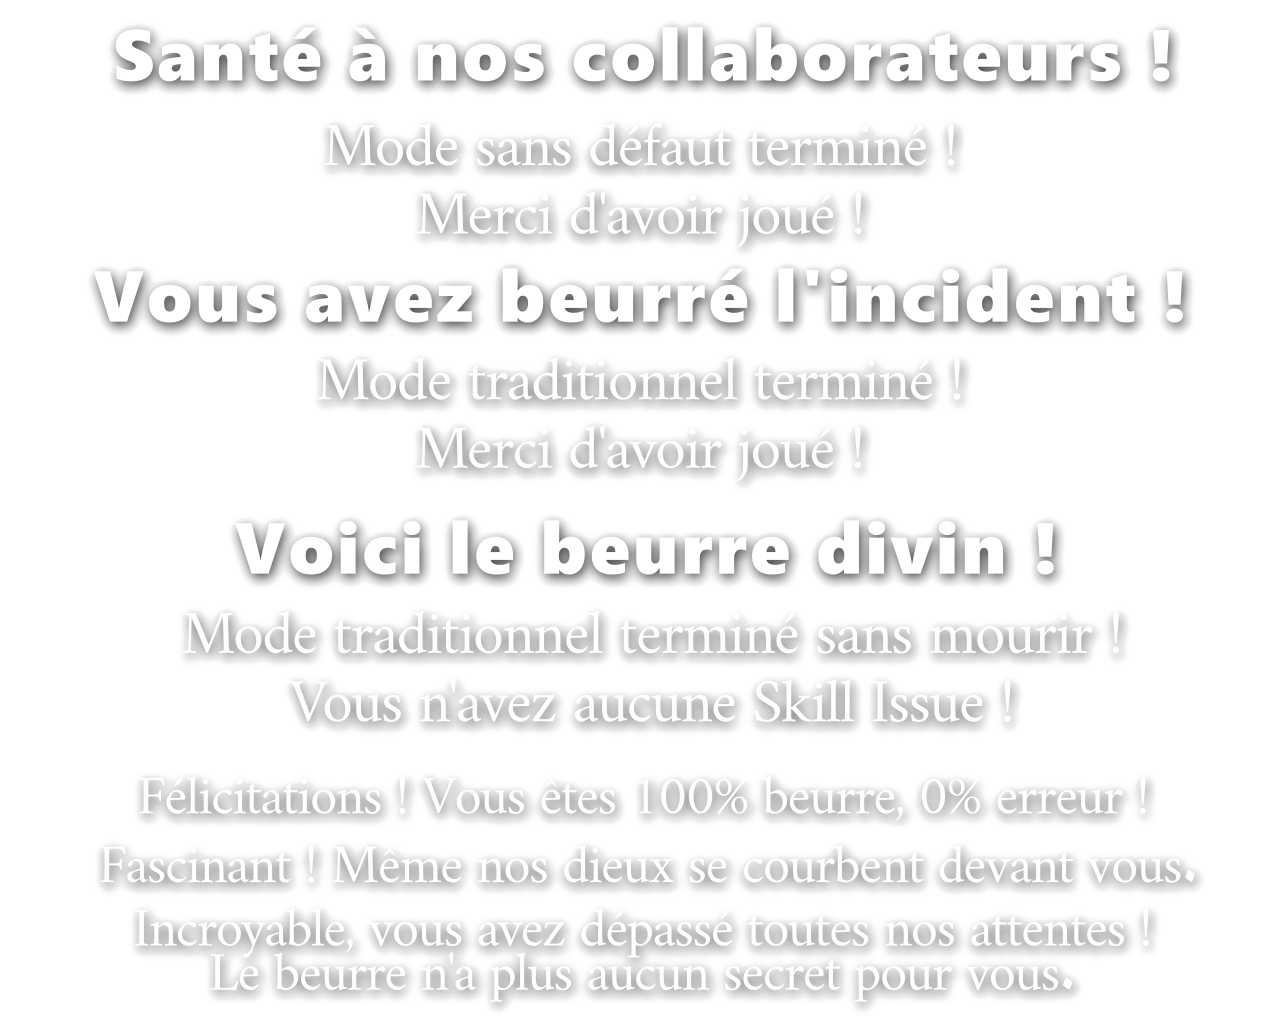 Santé à nos collaborateurs !
Mode sans défaut terminé !
Merci d'avoir joué !
Vous avez beurré l'incident !
Mode traditionnel terminé !
Merci d'avoir joué !
Voici le beurre divin !
Mode traditionnel terminé sans mourir !
Vous n'avez aucune Skill Issue !
Félicitations ! Vous êtes 100% beurre, 0% erreur !
Fascinant ! Même nos dieux se courbent devant vous.
Incroyable, vous avez dépassé toutes nos attentes !
Le beurre n'a plus aucun secret pour vous.